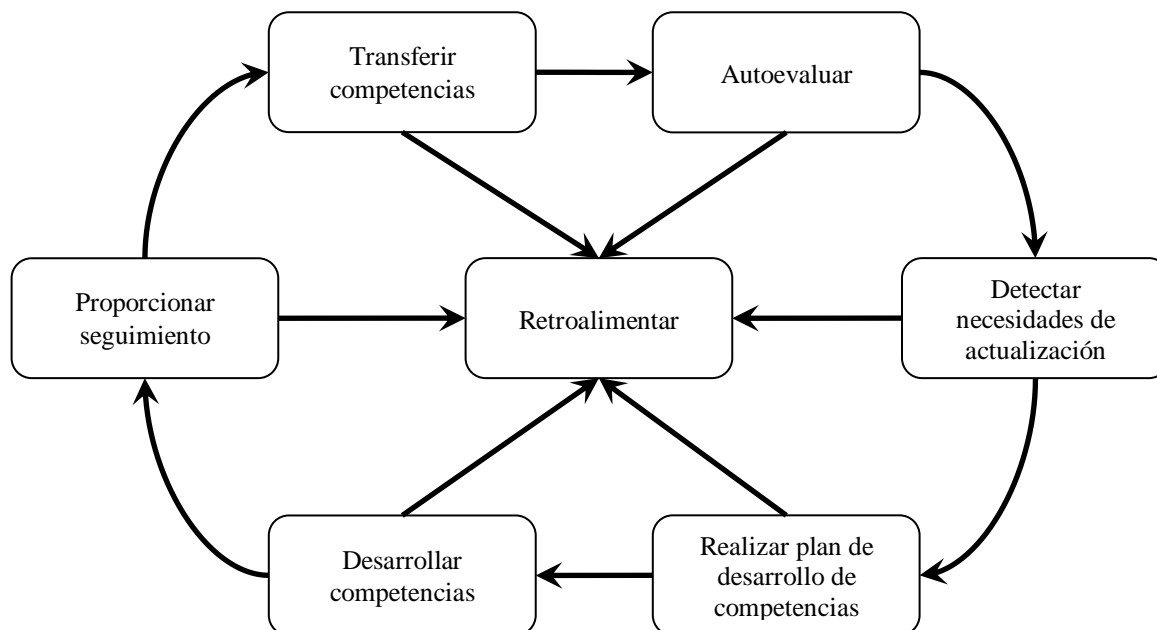 Transferir
competencias
Autoevaluar
Proporcionar
seguimiento
Retroalimentar
Detectar
necesidades de
actualización
Desarrollar
competencias
Realizar plan de
desarrollo de
competencias